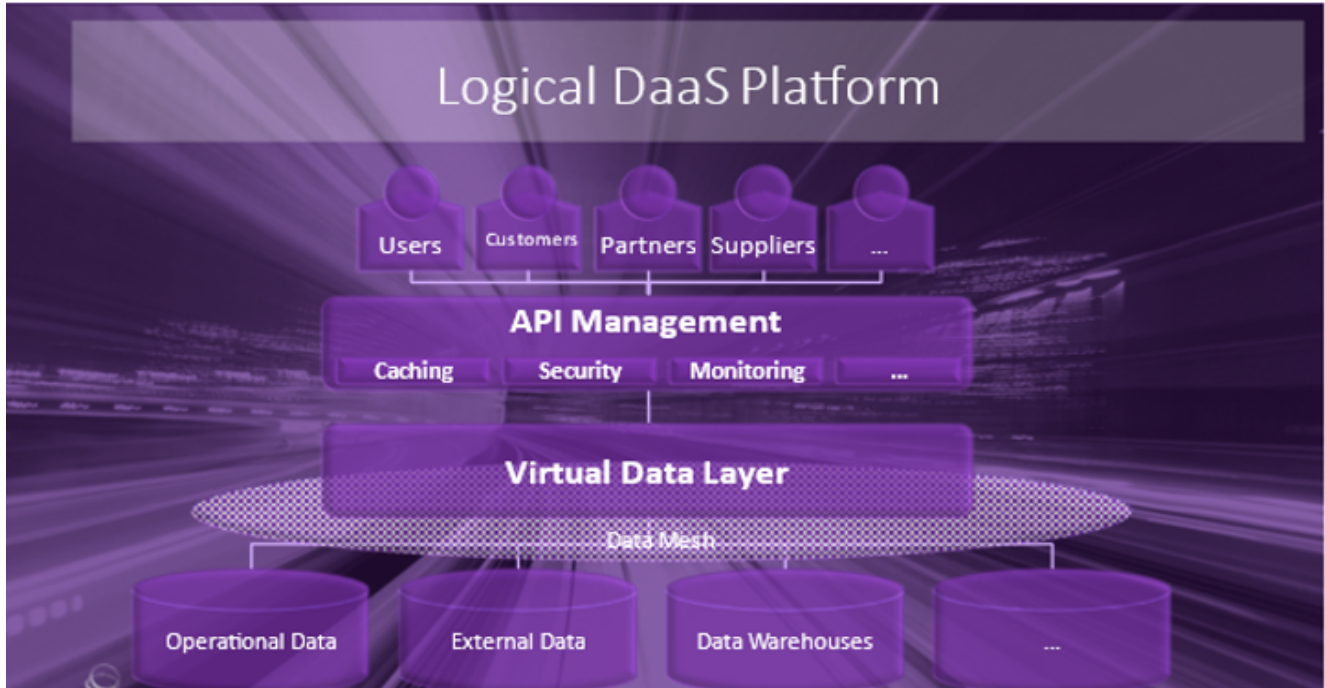 Logical DaaS Platform
Users
Customers
Partners
Suppliers
...
API Management
Caching
Security
Monitoring
...
Virtual Data Layer
Data Mesh
Operational Data
External Data
Data Warehouses
...